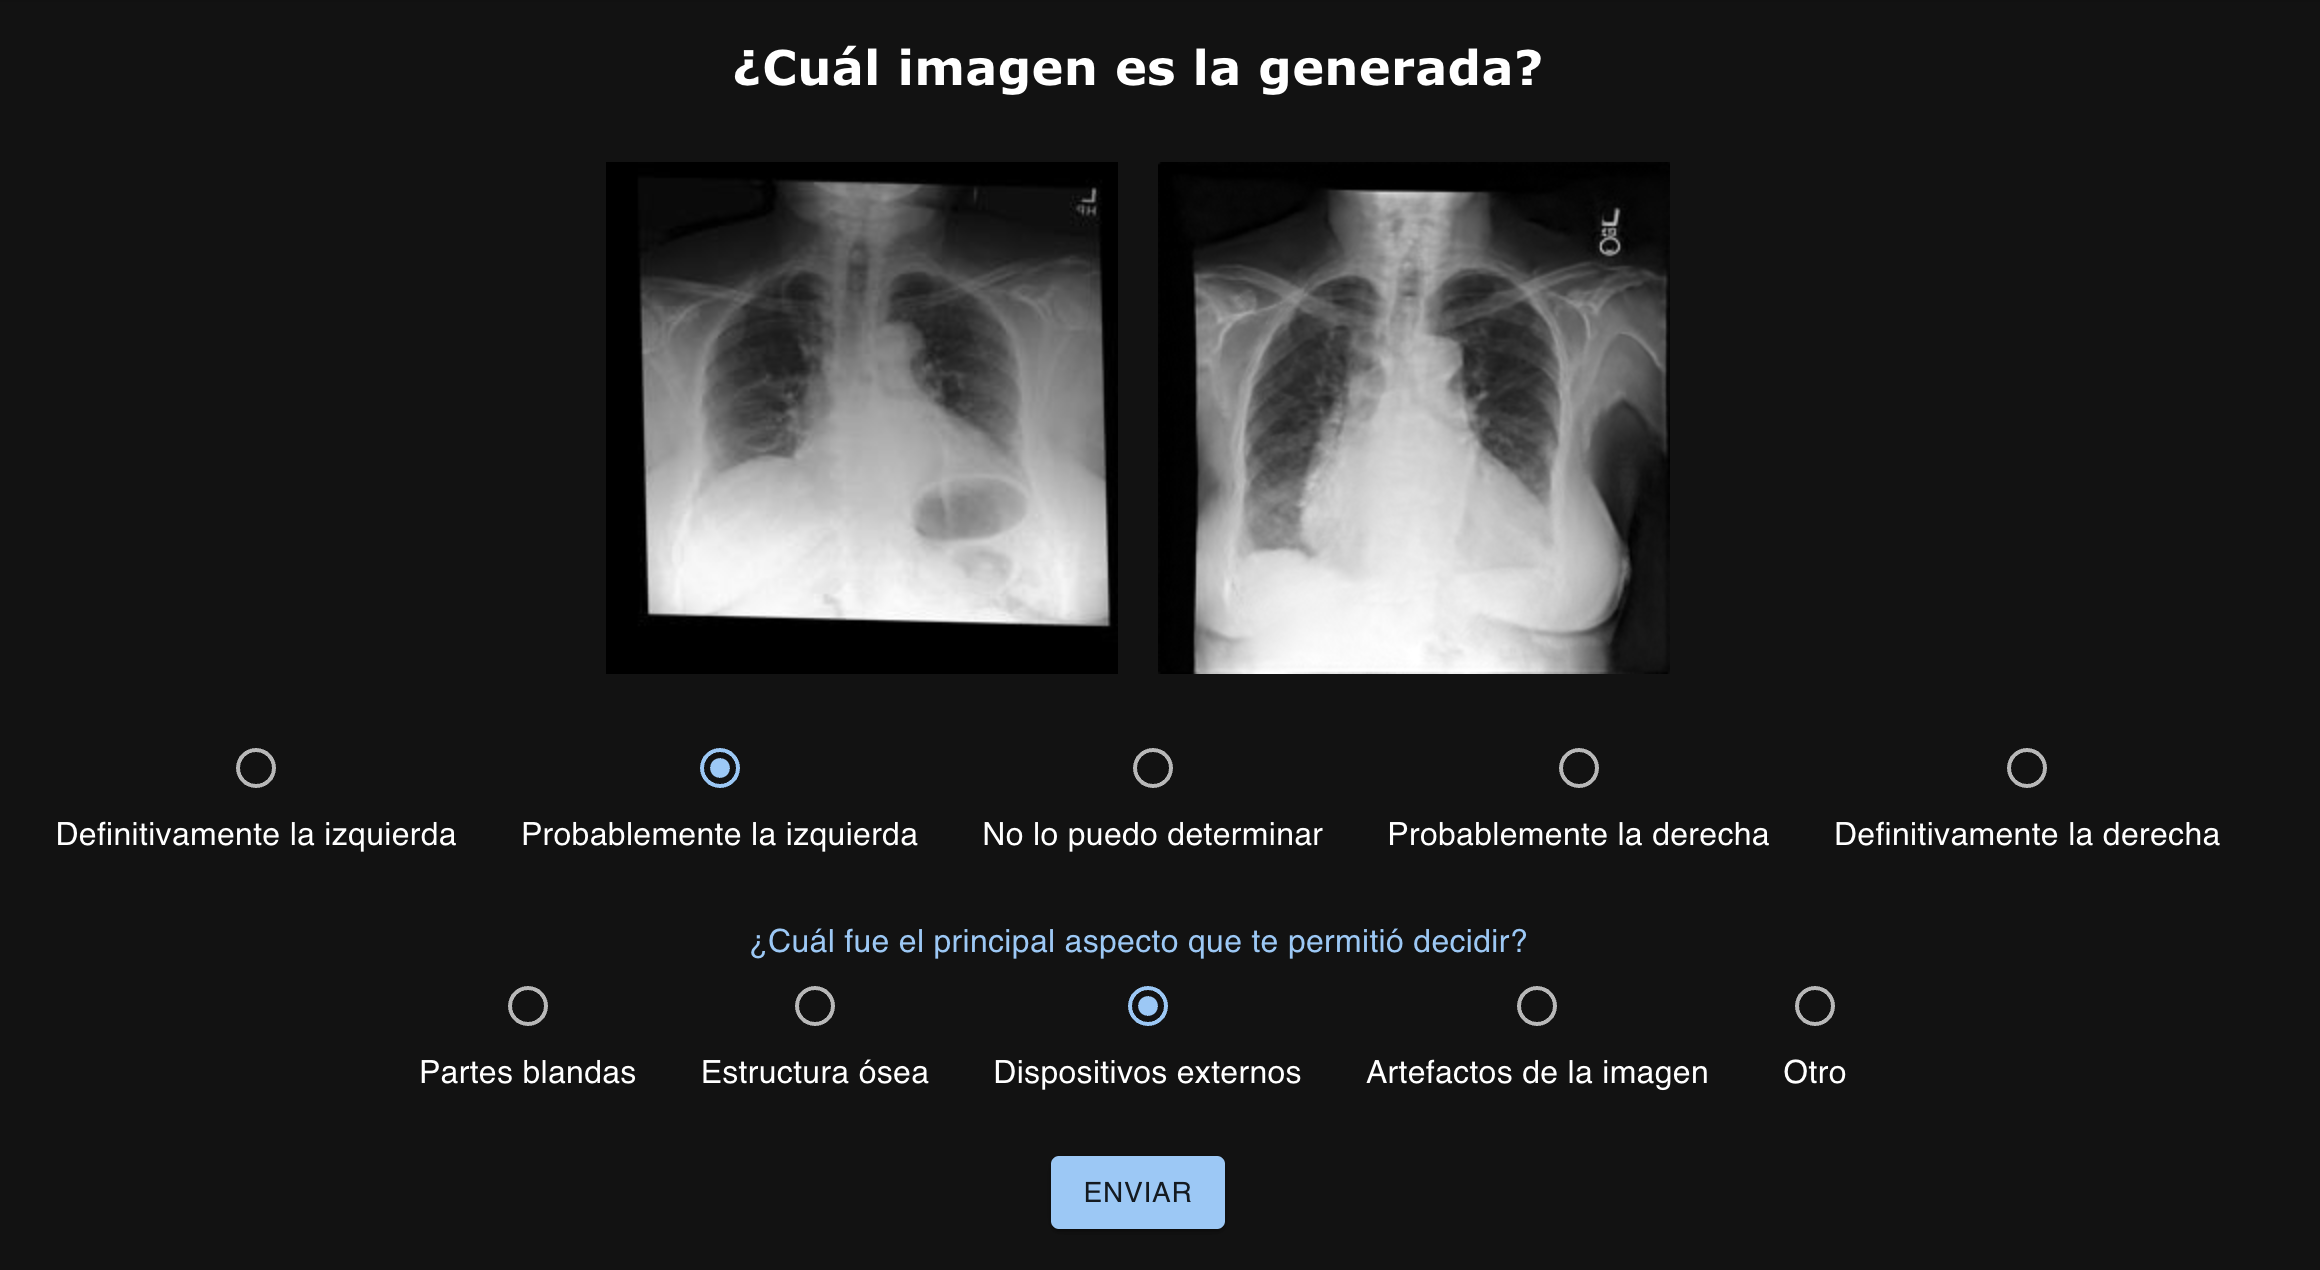 ¿Cuál imagen es la generada?
L
Definitivamente la izquierda
Probablemente la izquierda
No lo puedo determinar
Probablemente la derecha
Definitivamente la derecha
¿Cuál fue el principal aspecto que te permitió decidir?
Partes blandas
Estructura ósea
Dispositivos externos
Artefactos de la imagen
Otro
ENVIAR